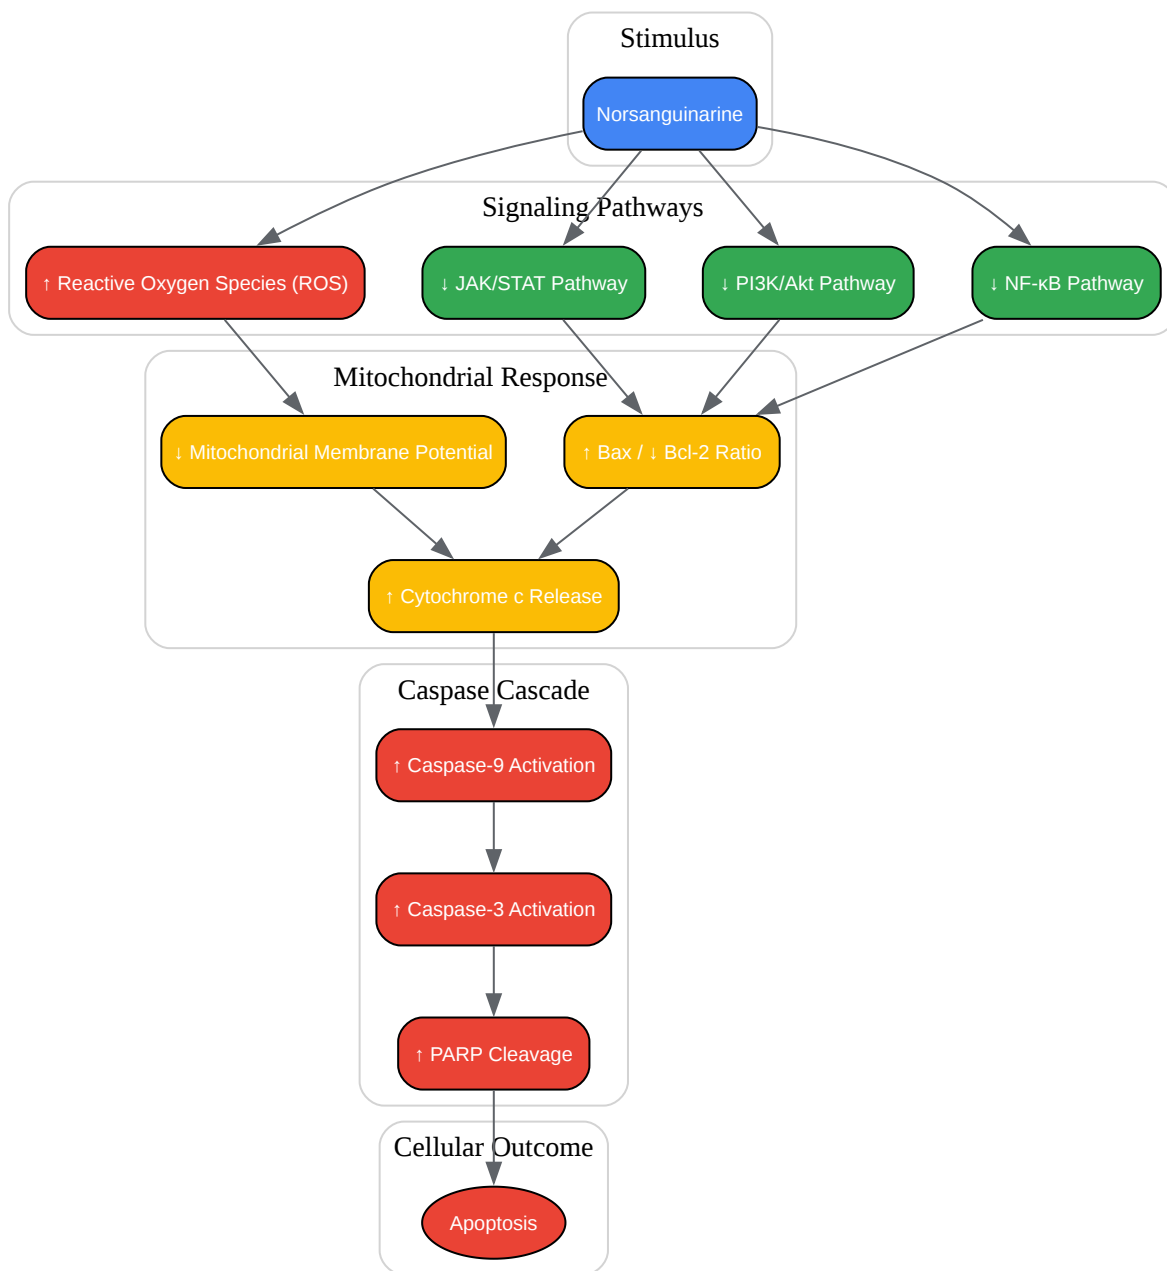 Stimulus
Norsanguinarine
Signaling Pathways
↑ Reactive Oxygen Species (ROS)
↓ JAK/STAT Pathway
↓ PI3K/Akt Pathway
↓ NF-κB Pathway
Mitochondrial Response
↓ Mitochondrial Membrane Potential
↑ Bax / ↓ Bcl-2 Ratio
↑ Cytochrome c Release
Caspase Cascade
↑ Caspase-9 Activation
↑ Caspase-3 Activation
↑ PARP Cleavage
Cellular Outcome
Apoptosis